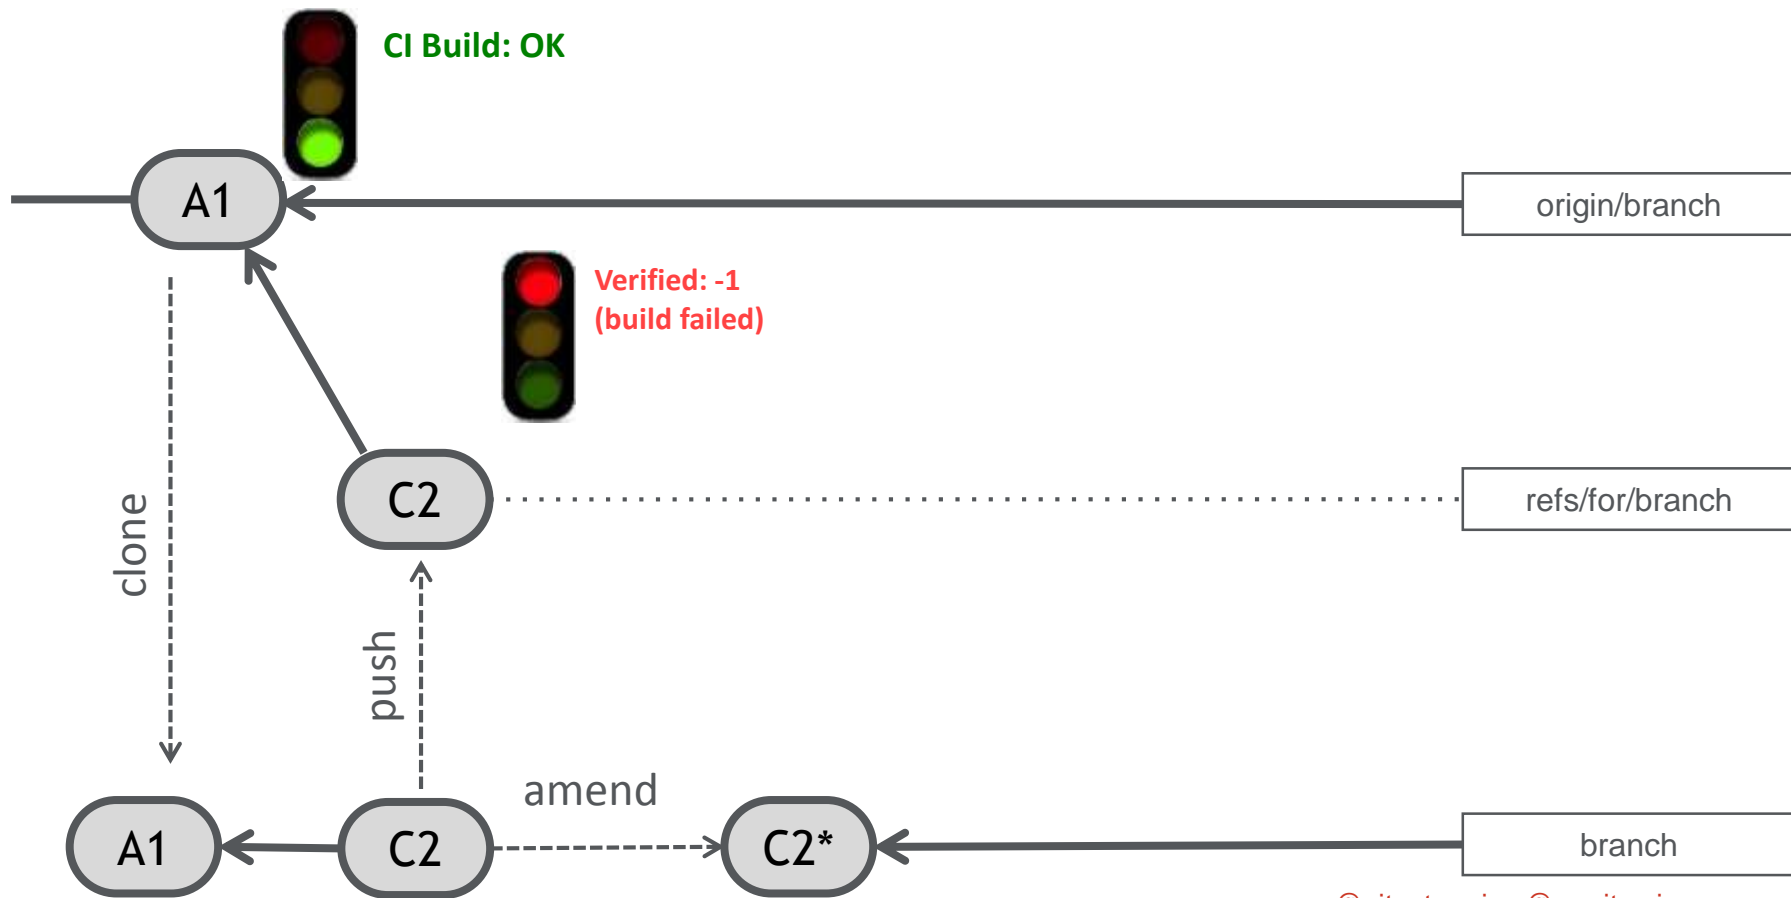 CI Build: OK
A1
origin/branch
Verified: -1
(build failed)
clone
C2
refs/for/branch
push
amend
A1
C2
C2*
branch